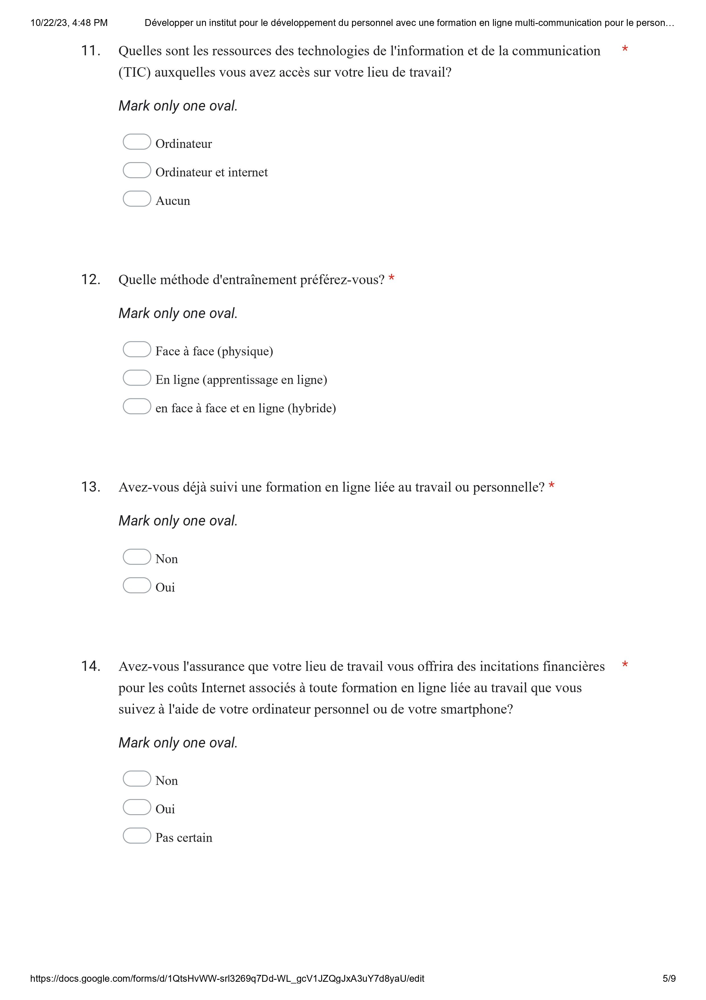 10/22/23, 4:48 PM Développer un institut pour le développement du personnel avec une formation en ligne multi-communication pour le person…
11. Quelles sont les ressources des technologies de l'information et de la communication *
(TIC) auxquelles vous avez accès sur votre lieu de travail?
Mark only one oval.
Ordinateur
Ordinateur et internet
Aucun
12. Quelle méthode d'entraînement préférez-vous? *
Mark only one oval.
Face à face (physique)
En ligne (apprentissage en ligne)
en face à face et en ligne (hybride)
13. Avez-vous déjà suivi une formation en ligne liée au travail ou personnelle? *
Mark only one oval.
Non
Oui
14. Avez-vous l'assurance que votre lieu de travail vous offrira des incitations financières *
pour les coûts Internet associés à toute formation en ligne liée au travail que vous
suivez à l'aide de votre ordinateur personnel ou de votre smartphone?
Mark only one oval.
Non
Oui
Pas certain
https://docs.google.com/forms/d/1QtsHvWW-srl3269q7Dd-WL_gcV1JZQgJxA3uY7d8yaU/edit 5/9